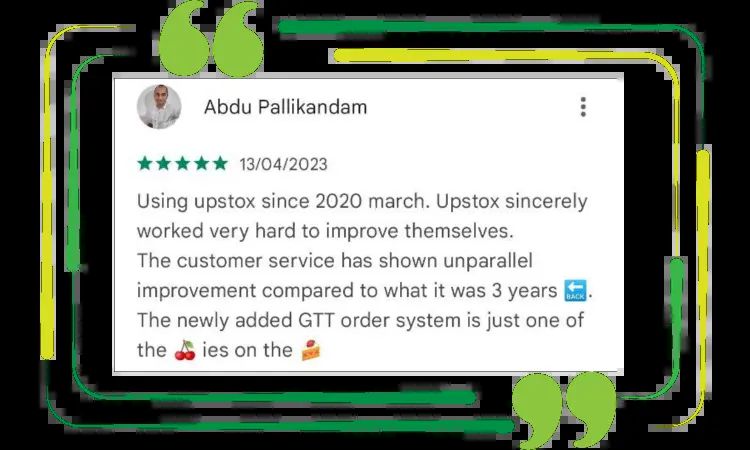 Abdu Pallikandam
13/04/2023
Using upstox since 2020 march. Upstox sincerely
worked very hard to improve themselves.
The customer service has shown unparallel
improvement compared to what it was 3 years 🔙.
The newly added GTT order system is just one of
the 🍒 ies on the 🍰